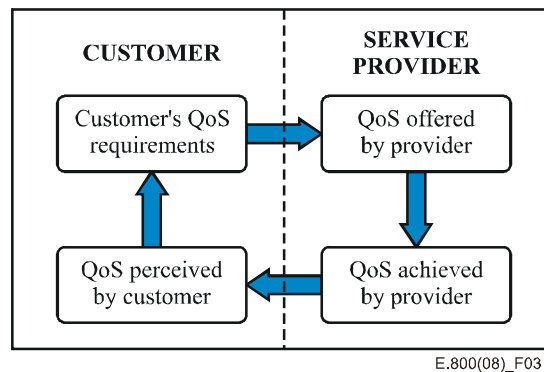 CUSTOMER
SERVICE
PROVIDER
Customer's QoS
requirements
QoS offered
by provider
QoS perceived
by customer
QoS achieved
by provider
E.800(08)_F03